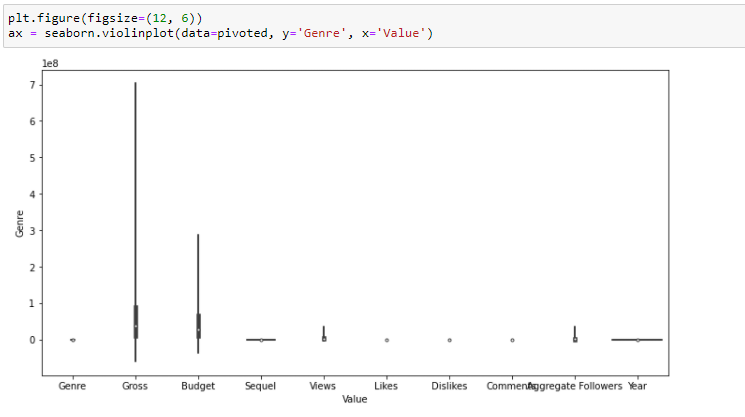 plt.figure(figsize=(12, 6))
ax = seaborn.violinplot(data=pivoted, y='Genre', x='Value')
1e8
7
6
5
4
3
2
1
0
Genre
Genre Gross Budget Sequel Views Likes Dislikes Comments Aggregate Followers Year
Value